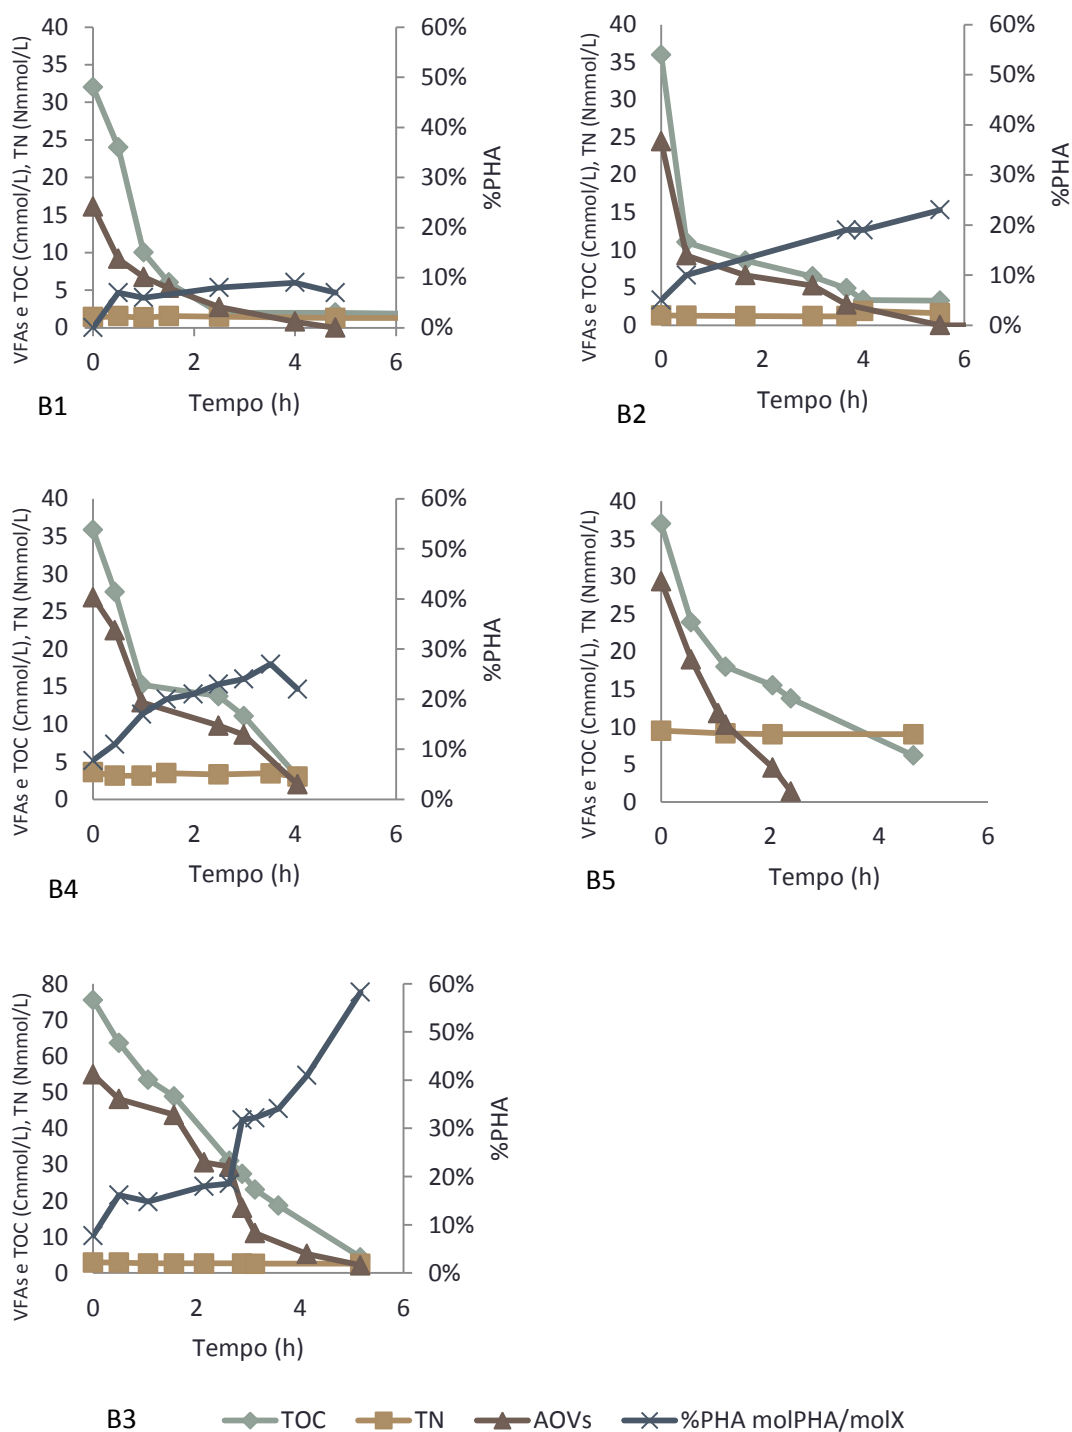 VFAs e TOC (Cmmol/L), TN (Nmmol/L)
40
35
30
25
20
15
10
5
0
60%
50%
40%
30%
20%
10%
0%
%PHA
0 2 4 6
Tempo (h)
B1
VFAs e TOC (Cmmol/L), TN (Nmmol/L)
40
35
30
25
20
15
10
5
0
60%
50%
40%
30%
20%
10%
0%
%PHA
0 2 4 6
Tempo (h)
B2
VFAs e TOC (Cmmol/L), TN (Nmmol/L)
40
35
30
25
20
15
10
5
0
60%
50%
40%
30%
20%
10%
0%
%PHA
0 2 4 6
Tempo (h)
B4
VFAs e TOC (Cmmol/L), TN (Nmmol/L)
40
35
30
25
20
15
10
5
0
0 2 4 6
Tempo (h)
B5
VFAs e TOC (Cmmol/L), TN (Nmmol/L)
80
70
60
50
40
30
20
10
0
60%
50%
40%
30%
20%
10%
0%
%PHA
0 2 4 6
Tempo (h)
B3
TOC TN AOVs %PHA molPHA/molX